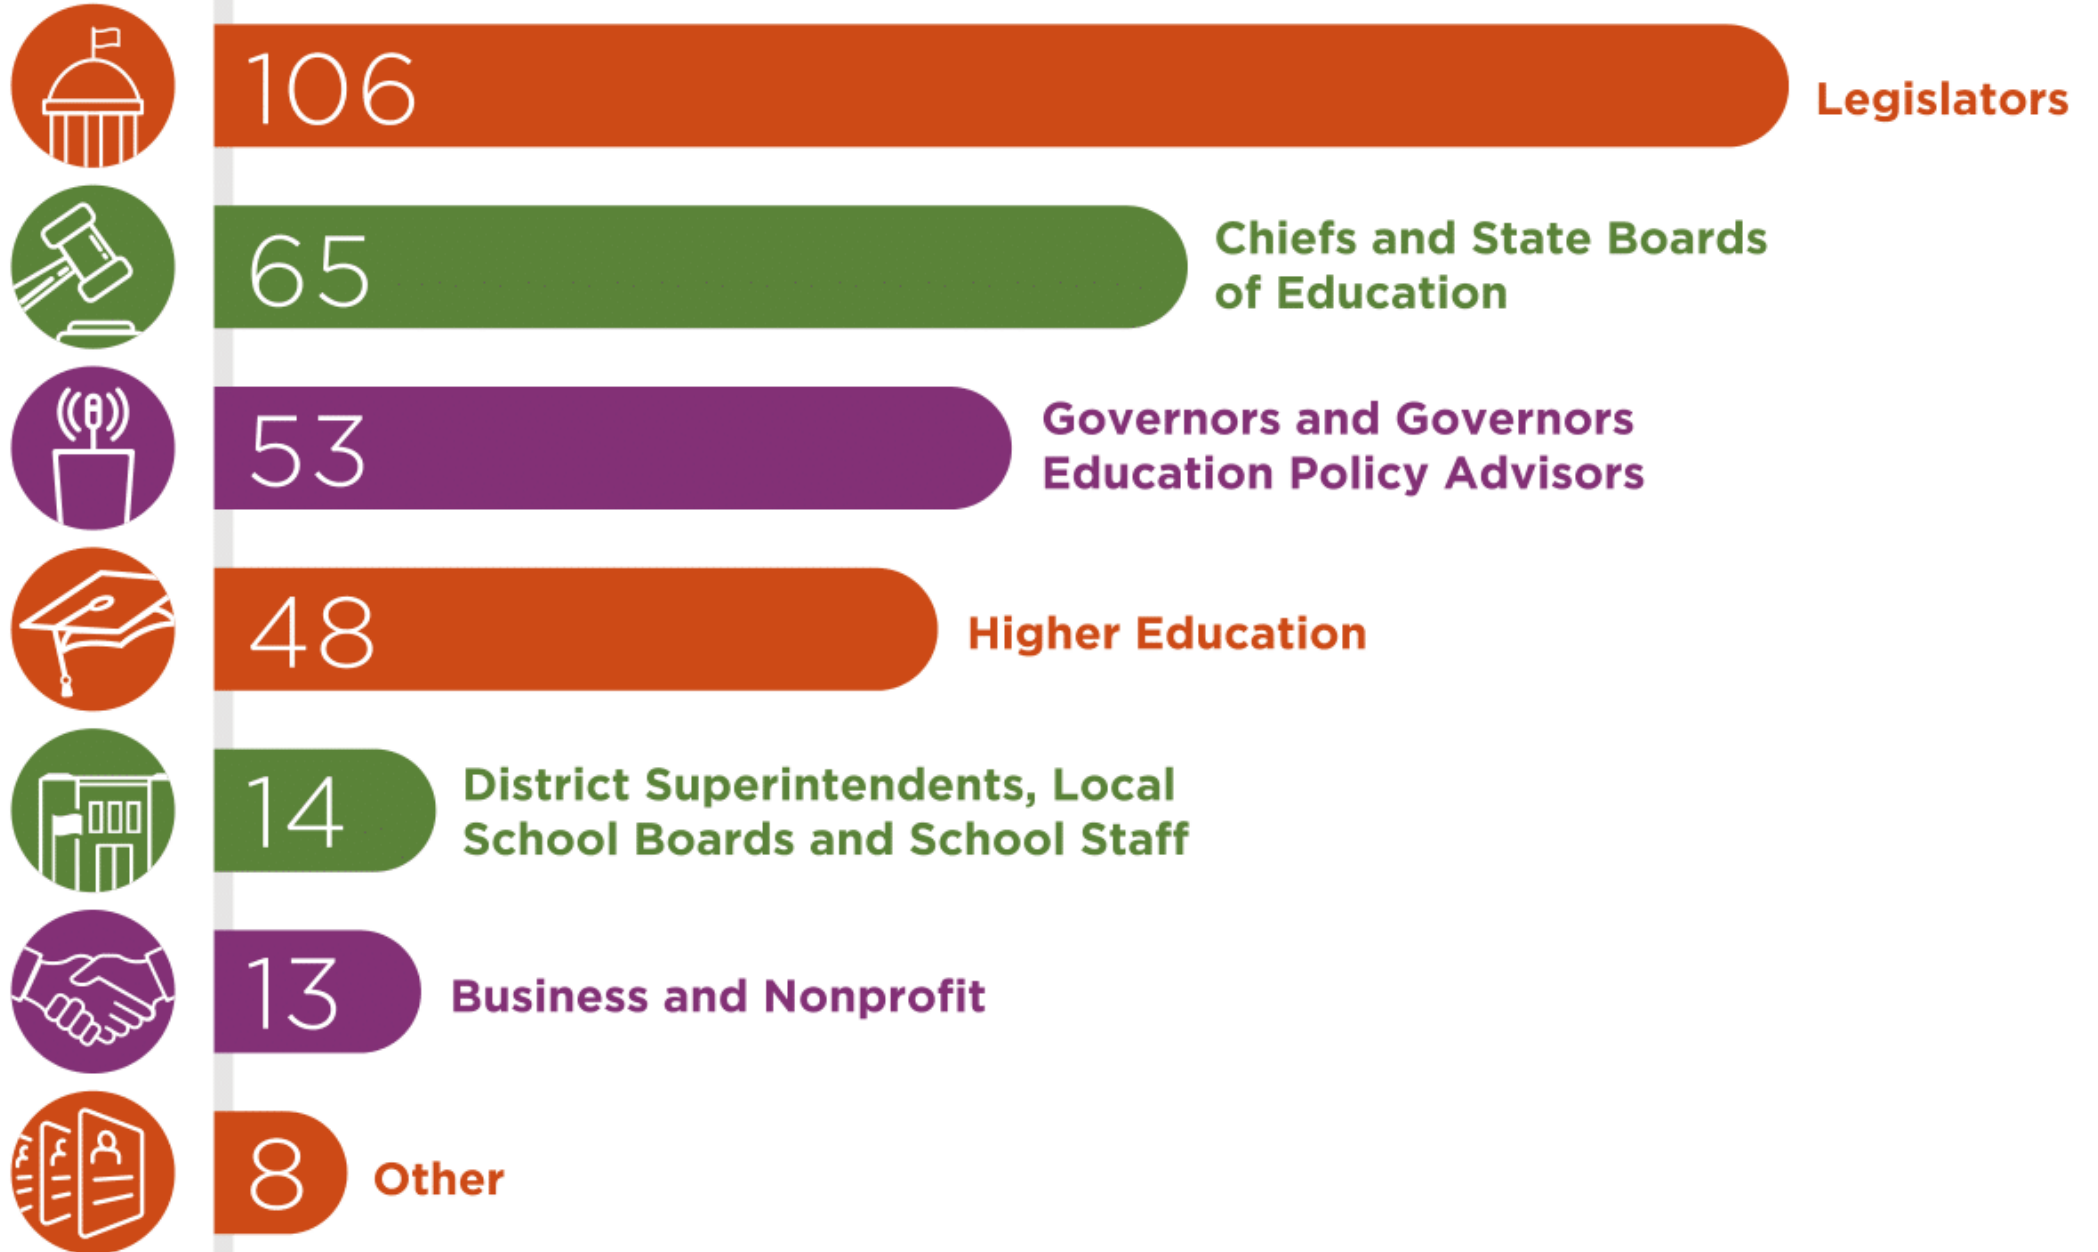 106
Legislators
65
Chiefs and State Boards
of Education
53
Governors and Governors
Education Policy Advisors
48
Higher Education
14
District Superintendents, Local
School Boards and School Staff
13
Business and Nonprofit
8
Other